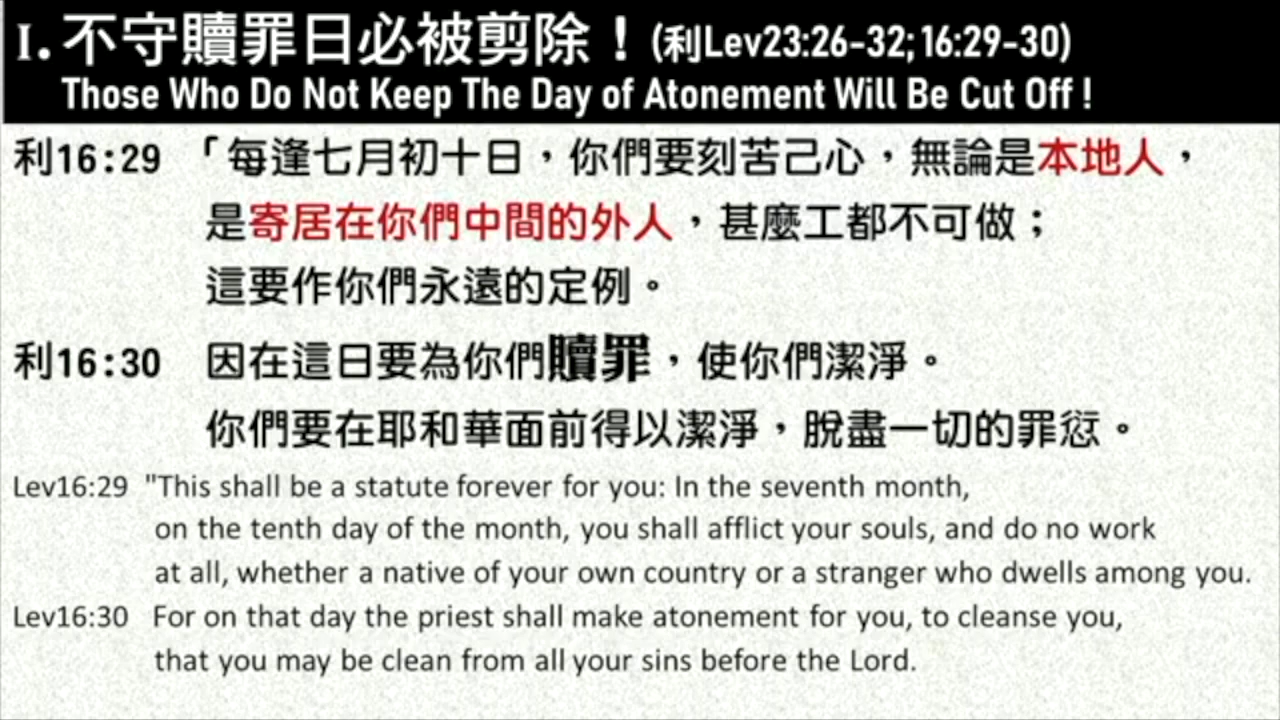 I. 不守贖罪日必被剪除！(利Lev23:26-32; 16:29-30)
Those Who Do Not Keep The Day of Atonement Will Be Cut Off !
利16:29 「每逢七月初十日，你們要刻苦己心，無論是本地人，
是寄居在你們中間的外人，甚麼工都不可做；
這要作你們永遠的定例。
利16:30 因在這日要為你們贖罪，使你們潔淨。
你們要在耶和華面前得以潔淨，脫盡一切的罪愆。
Lev16:29 "This shall be a statute forever for you: In the seventh month,
on the tenth day of the month, you shall afflict your souls, and do no work
at all, whether a native of your own country or a stranger who dwells among you.
Lev16:30 For on that day the priest shall make atonement for you, to cleanse you,
that you may be clean from all your sins before the Lord.